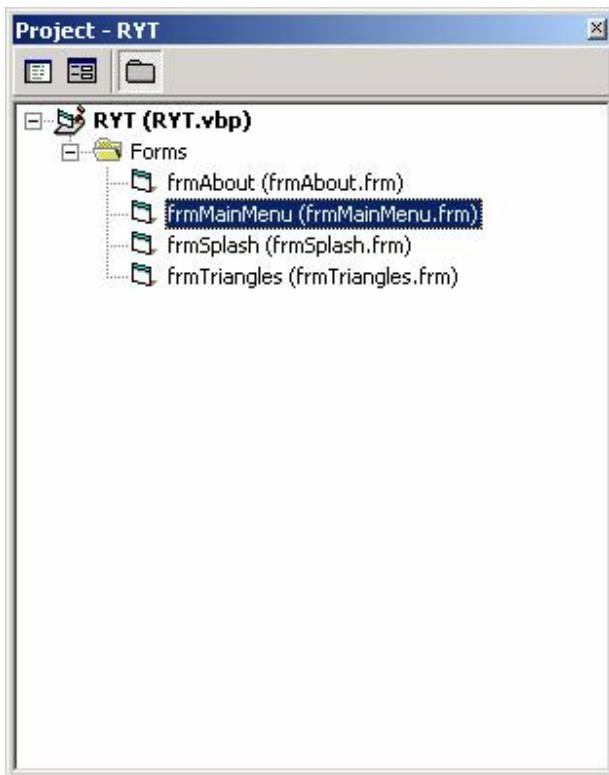 Project - RYT
RYT (RYT.vbp)
Forms
frmAbout (frmAbout.frm)
frmMainMenu (frmMainMenu.frm)
frmSplash (frmSplash.frm)
frmTriangles (frmTriangles.frm)